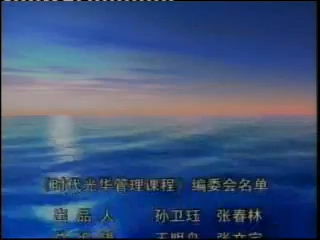 《时代光华管理课程》编委会名单
出品人 孙卫珏 张春林